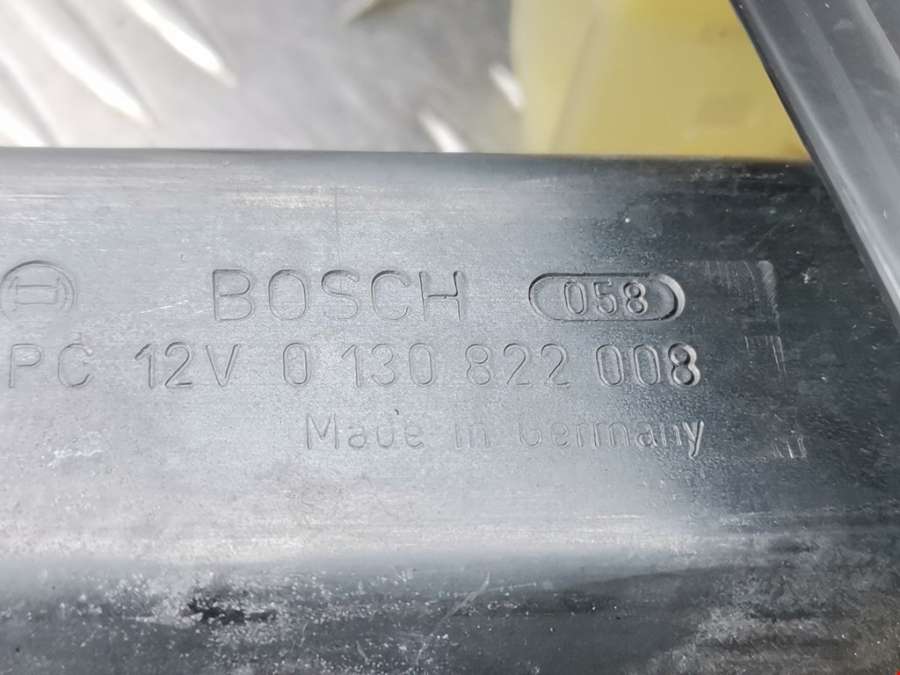 BOSCH 058
PC 12V 0 130 822 008
Made in Germany